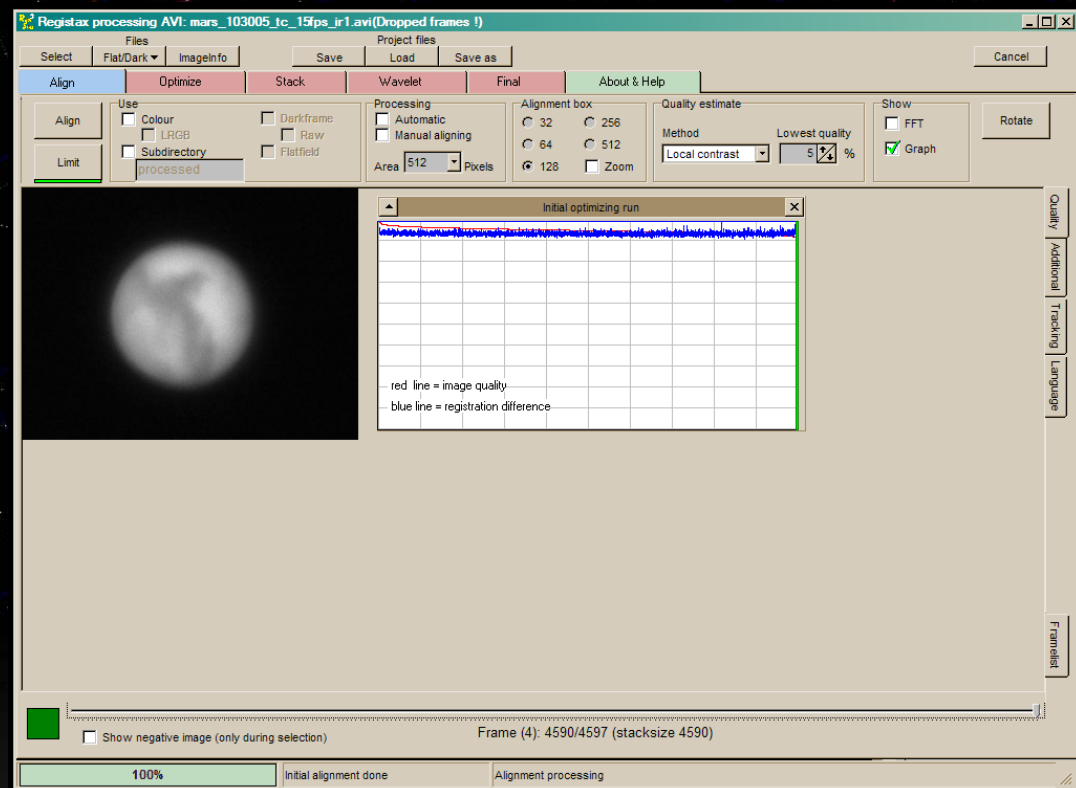 Registax processing AVI: mars_103005_tc_15fps_ir1.avi(Dropped frames !)
Files
Project files
Select Flat/Dark ImageInfo Save Load Save as Cancel
Align Optimize Stack Wavelet Final About & Help
Align
Limit
Use
Colour
LRGB
Subdirectory
processed
Darkframe
Raw
Flatfield
Processing
Automatic
Manual aligning
Area 512 Pixels
Alignment box
32 256
64 512
128 Zoom
Quality estimate
Method Lowest quality
Local contrast 5 %
Show
FFT
Graph
Rotate
Initial optimizing run
red line = image quality
blue line = registration difference
Quality
Additional
Tracking
Language
Framelist
Show negative image (only during selection)
Frame (4): 4590/4597 (stacksize 4590)
100% Initial alignment done Alignment processing